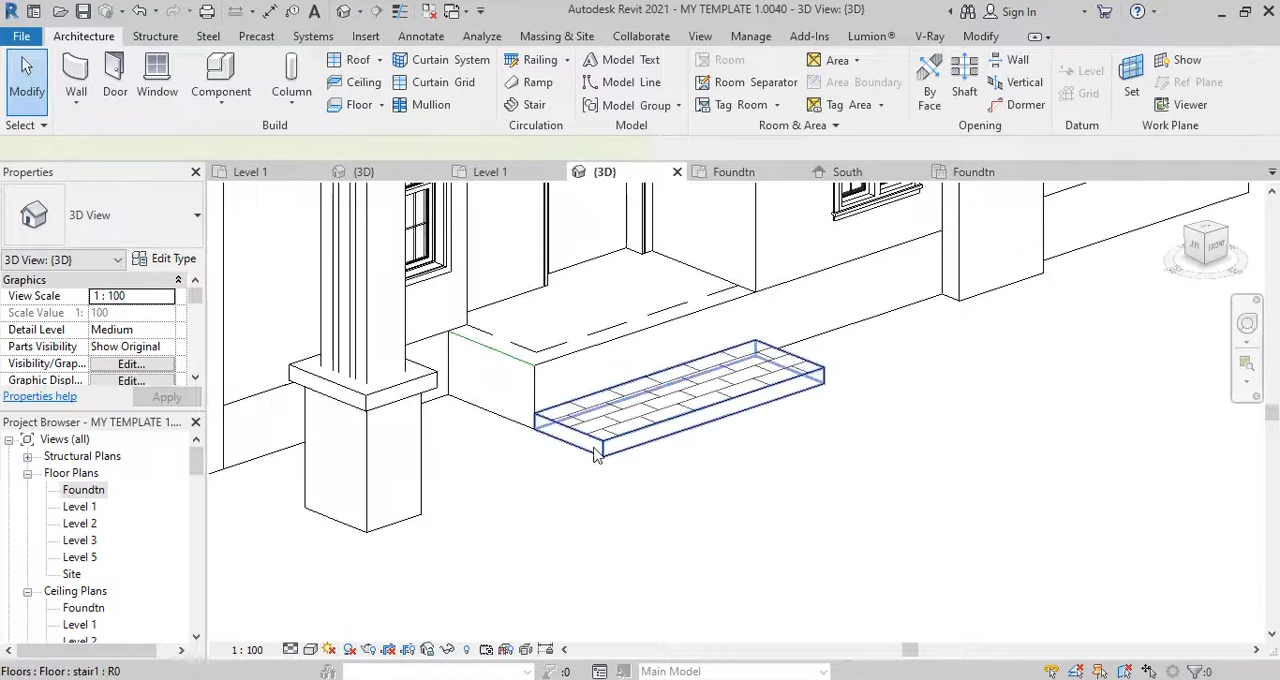 Autodesk Revit 2021 - MY TEMPLATE 1.0040 - 3D View: {3D}
Sign In
File Architecture Structure Steel Precast Systems Insert Annotate Analyze Massing & Site Collaborate View Manage Add-Ins Lumion® V-Ray Modify
Modify
Wall
Door
Window
Component
Column
Roof
Ceiling
Floor
Curtain System
Curtain Grid
Mullion
Railing
Ramp
Stair
Model Text
Model Line
Model Group
Room
Room Separator
Tag Room
Area
Area Boundary
Tag Area
By Face
Shaft
Wall
Vertical
Dormer
Level
Grid
Set
Show
Ref Plane
Viewer
Select
Build
Circulation
Model
Room & Area
Opening
Datum
Work Plane
Properties
Level 1
{3D}
Level 1
{3D}
Foundtn
South
Foundtn
3D View
3D View: {3D}
Edit Type
Graphics
View Scale 1 : 100
Scale Value 1: 100
Detail Level Medium
Parts Visibility Show Original
Visibility/Grap... Edit...
Graphic Displ... Edit...
Properties help
Apply
Project Browser - MY TEMPLATE 1....
Views (all)
Structural Plans
Floor Plans
Foundtn
Level 1
Level 2
Level 3
Level 5
Site
Ceiling Plans
Foundtn
Level 1
Level 2
FRONT
1 : 100
Floors : Floor : stair1 : R0
:0
Main Model
:0